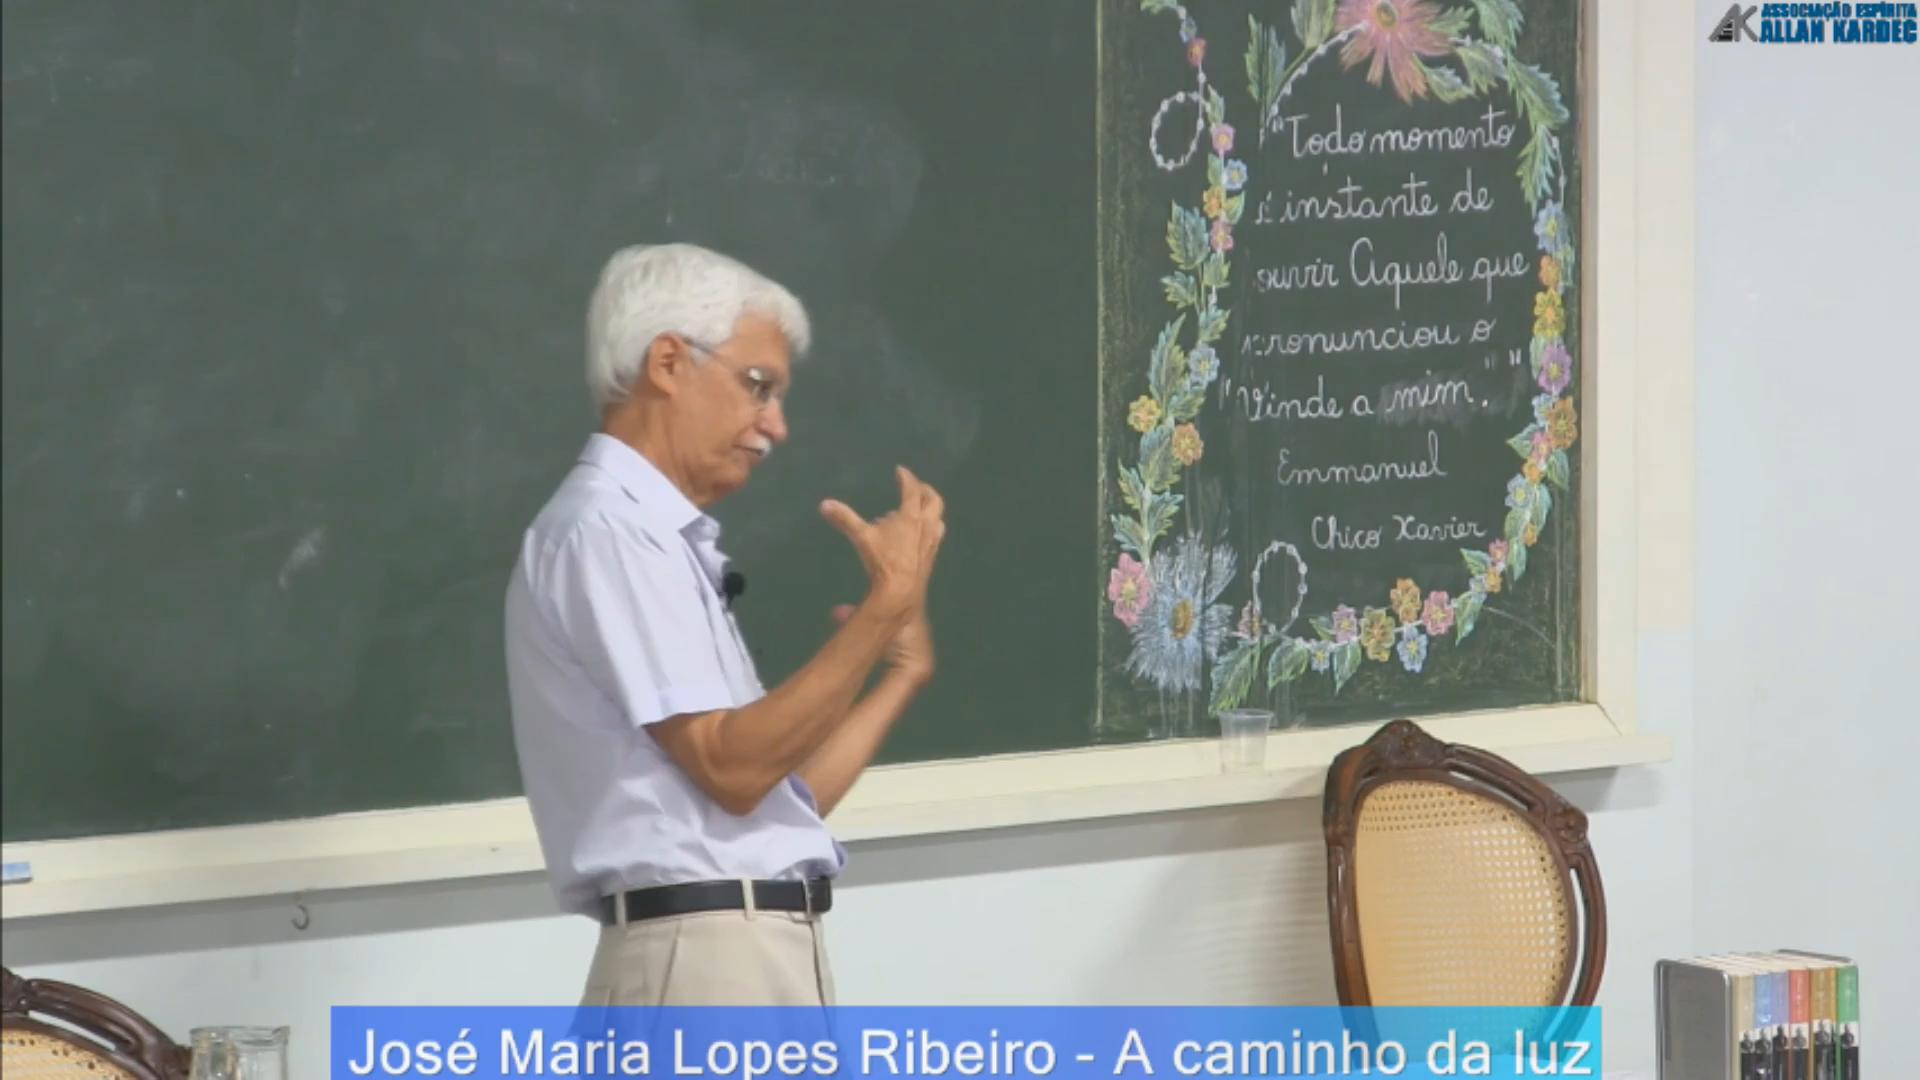 ASSOCIAÇÃO ESPÍRITA
ALLAN KARDEC
"Todo momento
é instante de
ouvir Aquele que
pronunciou o
"Vinde a mim." "
Emmanuel
Chico Xavier
José Maria Lopes Ribeiro - A caminho da luz